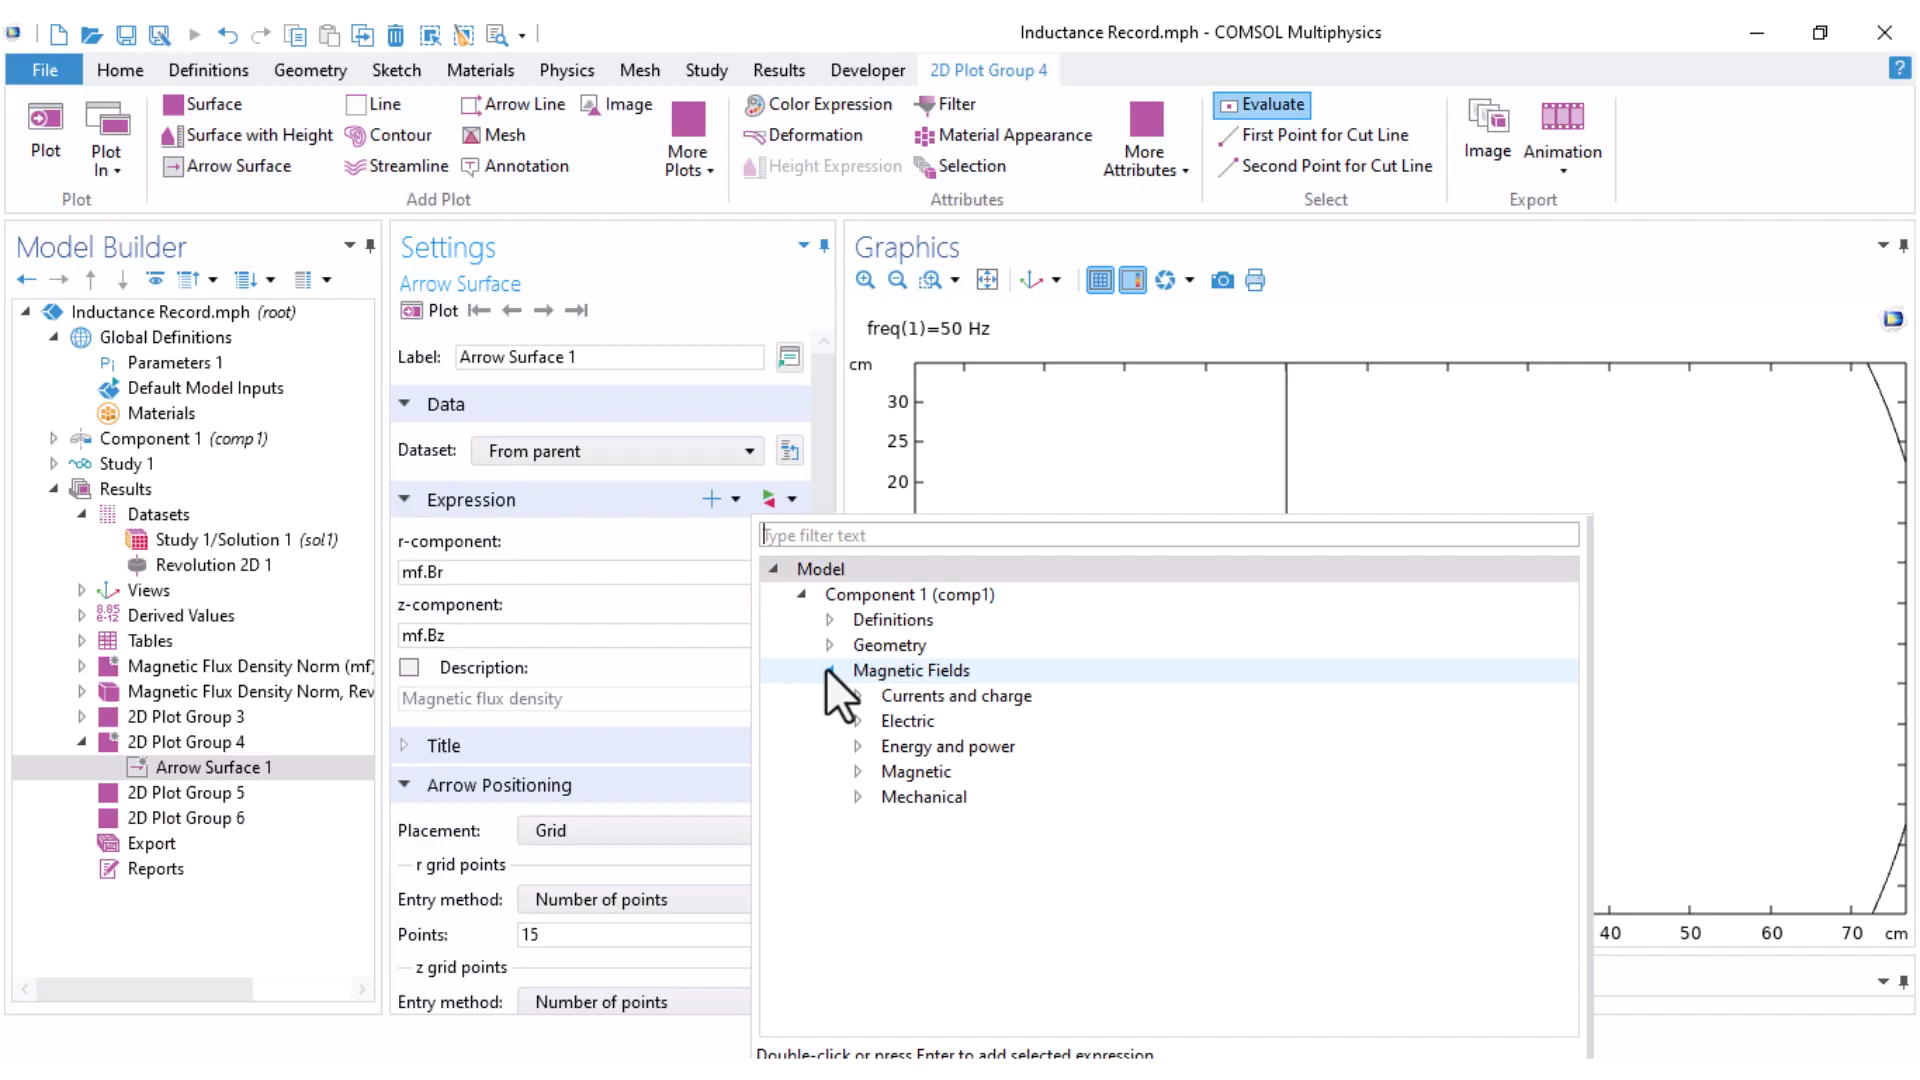 Inductance Record.mph - COMSOL Multiphysics
File Home Definitions Geometry Sketch Materials Physics Mesh Study Results Developer 2D Plot Group 4 ?
Plot
Plot In
Plot
Surface
Surface with Height
Arrow Surface
Line
Contour
Streamline
Arrow Line
Mesh
Annotation
Image
More Plots
Add Plot
Color Expression
Deformation
Height Expression
Filter
Material Appearance
Selection
More Attributes
Attributes
Evaluate
First Point for Cut Line
Second Point for Cut Line
Select
Image
Animation
Export
Model Builder
Inductance Record.mph (root)
Global Definitions
Pi Parameters 1
Default Model Inputs
Materials
Component 1 (comp1)
Study 1
Results
Datasets
Study 1/Solution 1 (sol1)
Revolution 2D 1
Views
8.85
e-12
Derived Values
Tables
Magnetic Flux Density Norm (mf)
Magnetic Flux Density Norm, Rev
2D Plot Group 3
2D Plot Group 4
Arrow Surface 1
2D Plot Group 5
2D Plot Group 6
Export
Reports
Settings
Arrow Surface
Plot
Label: Arrow Surface 1
Data
Dataset: From parent
Expression
r-component:
mf.Br
z-component:
mf.Bz
Description:
Magnetic flux density
Title
Arrow Positioning
Placement: Grid
r grid points
Entry method: Number of points
Points: 15
z grid points
Entry method: Number of points
Graphics
freq(1)=50 Hz
cm
30
25
20
40 50 60 70 cm
Type filter text
Model
Component 1 (comp1)
Definitions
Geometry
Magnetic Fields
Currents and charge
Electric
Energy and power
Magnetic
Mechanical
Double-click or press Enter to add selected expression